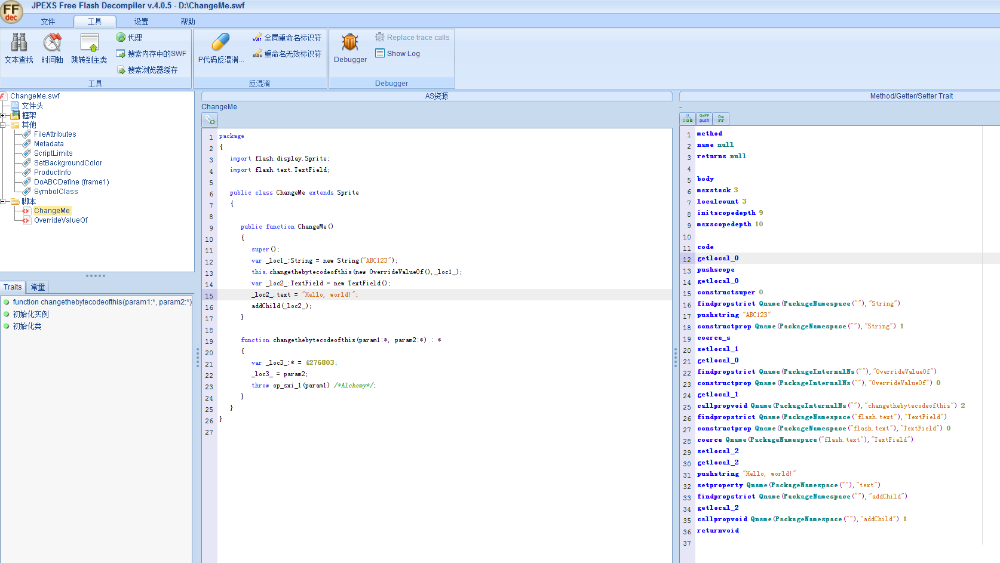 FF
dec
JPEXS Free Flash Decompiler v.4.0.5 - D:\ChangeMe.swf
文件
工具
设置
帮助
文本查找
时间轴
跳转到主类
代理
搜索内存中的SWF
搜索浏览器缓存
工具
P代码反混淆...
全局重命名标识符
重命名无效标识符
反混淆
Debugger
Replace trace calls
Show Log
Debugger
ChangeMe.swf
文件头
框架
其他
FileAttributes
Metadata
ScriptLimits
SetBackgroundColor
ProductInfo
DoABCDefine (frame1)
SymbolClass
脚本
ChangeMe
OverrideValueOf
Traits
常量
function changethebytecodeofthis(param1:*, param2:*)
初始化实例
初始化类
AS资源
ChangeMe
1 package
2 {
3 import flash.display.Sprite;
4 import flash.text.TextField;
5
6 public class ChangeMe extends Sprite
7 {
8
9 public function ChangeMe()
10 {
11 super();
12 var _loc1_:String = new String("ABC123");
13 this.changethebytecodeofthis(new OverrideValueOf(),_loc1_);
14 var _loc2_:TextField = new TextField();
15 _loc2_.text = "Hello, world!";
16 addChild(_loc2_);
17 }
18
19 function changethebytecodeofthis(param1:*, param2:*) : *
20 {
21 var _loc3_:* = 4276803;
22 _loc3_ = param2;
23 throw op_sxi_1(param1) /*Alchemy*/;
24 }
25 }
26 }
27
Method/Getter/Setter Trait
-
0xFF
push
0x
FF
1 method
2 name null
3 returns null
4
5 body
6 maxstack 3
7 localcount 3
8 initscopedepth 9
9 maxscopedepth 10
10
11 code
12 getlocal_0
13 pushscope
14 getlocal_0
15 constructsuper 0
16 findpropstrict Qname(PackageNamespace(""),"String")
17 pushstring "ABC123"
18 constructprop Qname(PackageNamespace(""),"String") 1
19 coerce_s
20 setlocal_1
21 getlocal_0
22 findpropstrict Qname(PackageInternalNs(""),"OverrideValueOf")
23 constructprop Qname(PackageInternalNs(""),"OverrideValueOf") 0
24 getlocal_1
25 callpropvoid Qname(PackageInternalNs(""),"changethebytecodeofthis") 2
26 findpropstrict Qname(PackageNamespace("flash.text"),"TextField")
27 constructprop Qname(PackageNamespace("flash.text"),"TextField") 0
28 coerce Qname(PackageNamespace("flash.text"),"TextField")
29 setlocal_2
30 getlocal_2
31 pushstring "Hello, world!"
32 setproperty Qname(PackageNamespace(""),"text")
33 findpropstrict Qname(PackageNamespace(""),"addChild")
34 getlocal_2
35 callpropvoid Qname(PackageNamespace(""),"addChild") 1
36 returnvoid
37